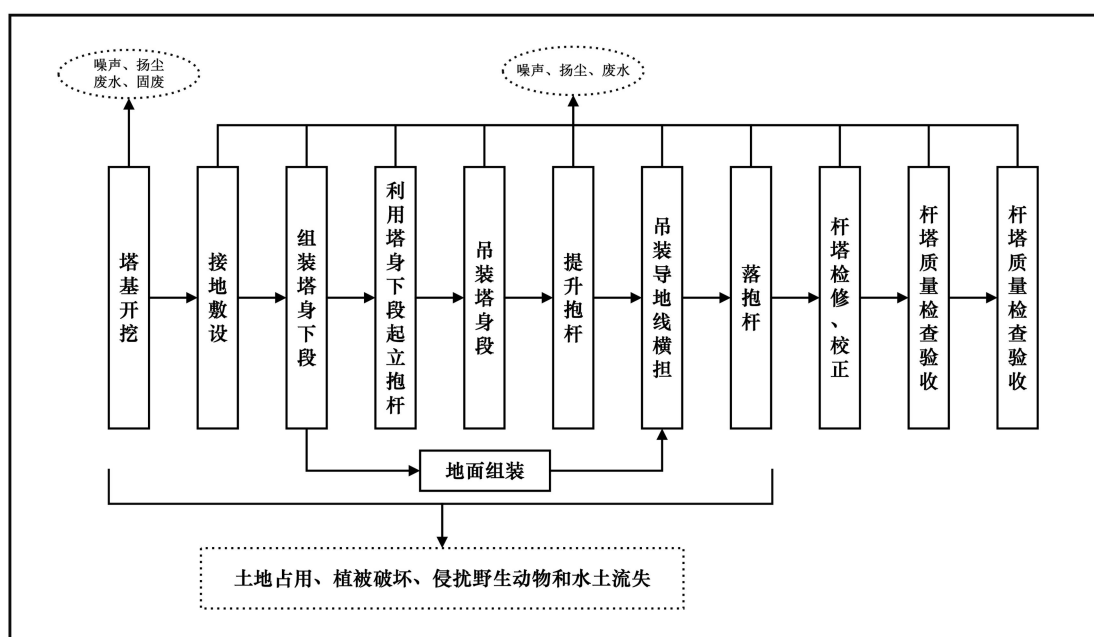 噪声、扬尘
废水、固废
噪声、扬尘、废水
塔基开挖
接地敷设
组装塔身下段
利用塔身下段起立抱杆
吊装塔身段
提升抱杆
吊装导地线横担
落抱杆
杆塔检修、校正
杆塔质量检查验收
杆塔质量检查验收
地面组装
土地占用、植被破坏、侵扰野生动物和水土流失